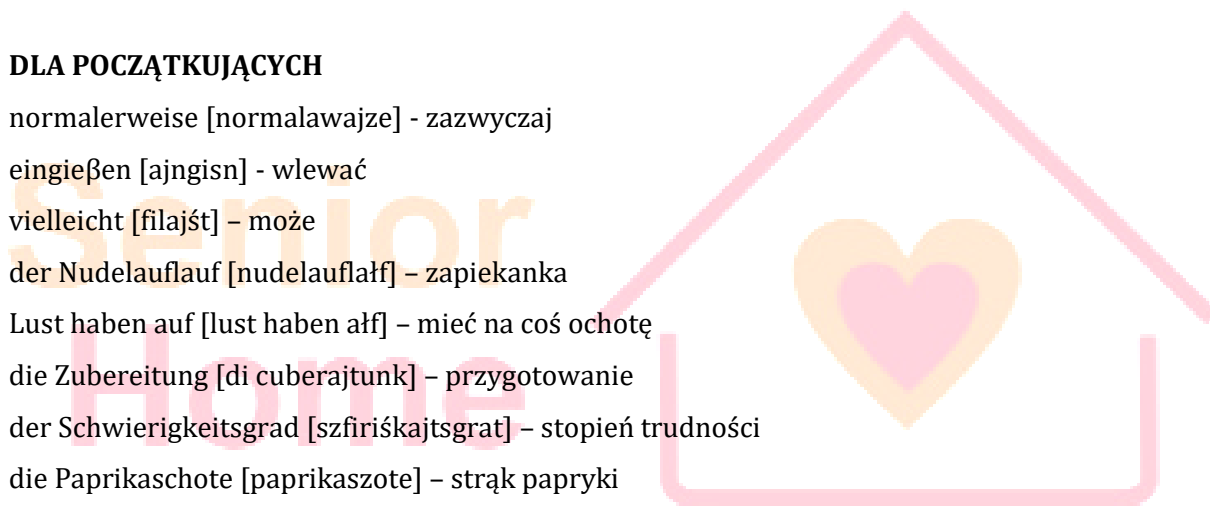 DLA POCZĄTKUJĄCYCH
normalerweise [normalawajze] - zazwyczaj
eingieβen [ajngisn] - wlewać
vielleicht [filajśt] – może
der Nudelauflauf [nudelauflałf] – zapiekanka
Lust haben auf [lust haben ałf] – mieć na coś ochotę
die Zubereitung [di cuberajtunk] – przygotowanie
der Schwierigkeitsgrad [szfiriśkajtsgrat] – stopień trudności
die Paprikaschote [paprikaszote] – strąk papryki
Senior
Home